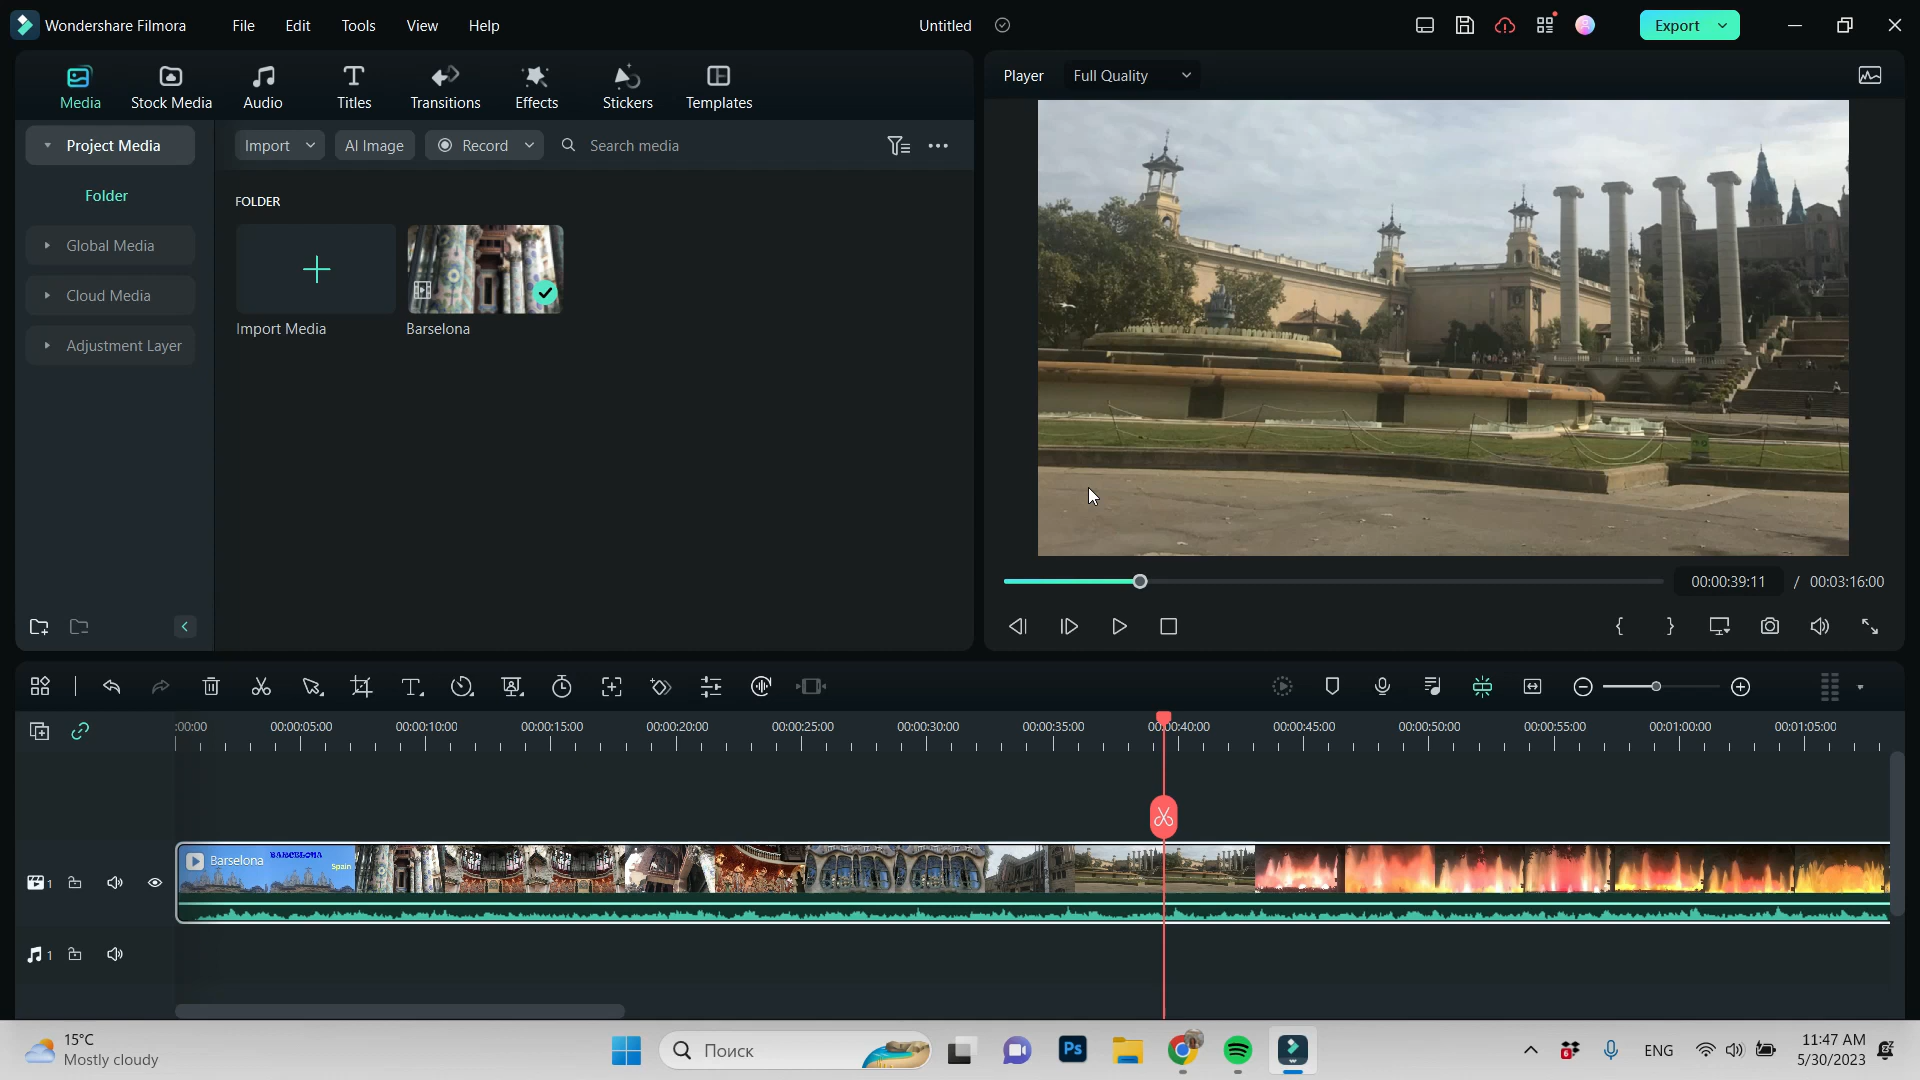 Wondershare Filmora
File
Edit
Tools
View
Help
Untitled
Export
Media
Stock Media
Audio
Titles
Transitions
Effects
Stickers
Templates
Player
Full Quality
Project Media
Folder
Global Media
Cloud Media
Adjustment Layer
Import
AI Image
Record
Search media
FOLDER
Import Media
Barselona
00:00:39:11 / 00:03:16:00
:00:00
00:00:05:00
00:00:10:00
00:00:15:00
00:00:20:00
00:00:25:00
00:00:30:00
00:00:35:00
00:00:40:00
00:00:45:00
00:00:50:00
00:00:55:00
00:01:00:00
00:01:05:00
Barselona
BARCELONA
Spain
1
1
15°C
Mostly cloudy
Поиск
Ps
6
ENG
11:47 AM
5/30/2023